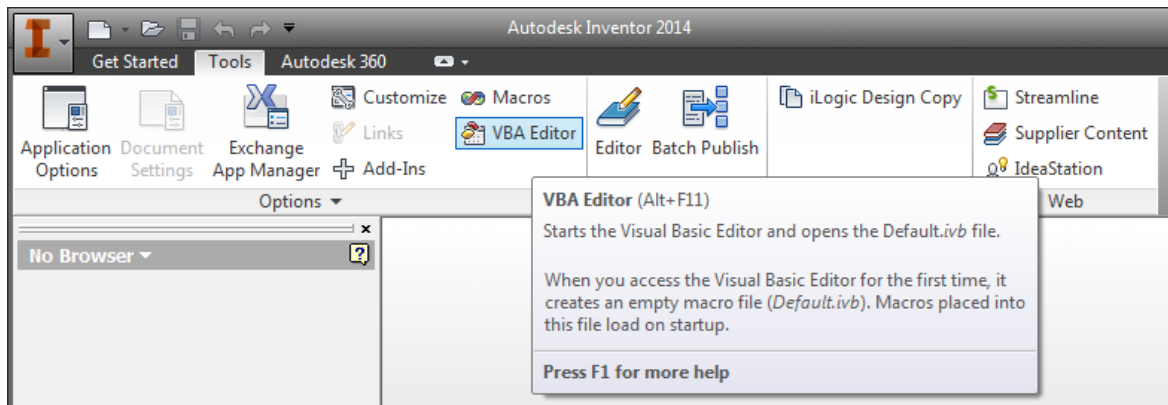 Autodesk Inventor 2014
Get Started Tools Autodesk 360
Application Options
Document Settings
Exchange App Manager
Customize
Links
Add-Ins
Macros
VBA Editor
Editor
Batch Publish
iLogic Design Copy
Streamline
Supplier Content
IdeaStation
Options
Web
No Browser
VBA Editor (Alt+F11)
Starts the Visual Basic Editor and opens the Default.ivb file.
When you access the Visual Basic Editor for the first time, it
creates an empty macro file (Default.ivb). Macros placed into
this file load on startup.
Press F1 for more help